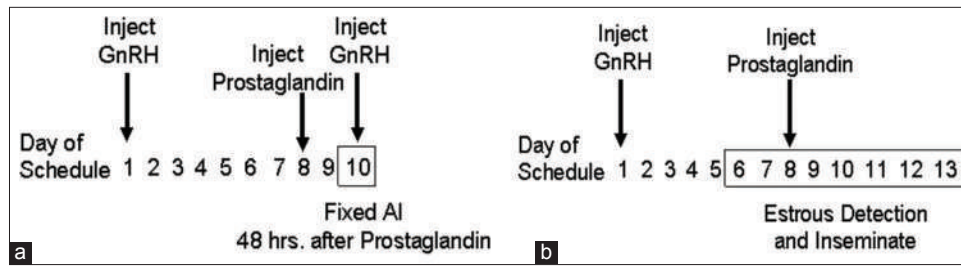 Inject
GnRH
Inject
Prostaglandin
Inject
GnRH
Day of
Schedule 1 2 3 4 5 6 7 8 9 10
Fixed AI
48 hrs. after Prostaglandin
a
Inject
GnRH
Inject
Prostaglandin
Day of
Schedule 1 2 3 4 5 6 7 8 9 10 11 12 13
Estrous Detection
and Inseminate
b